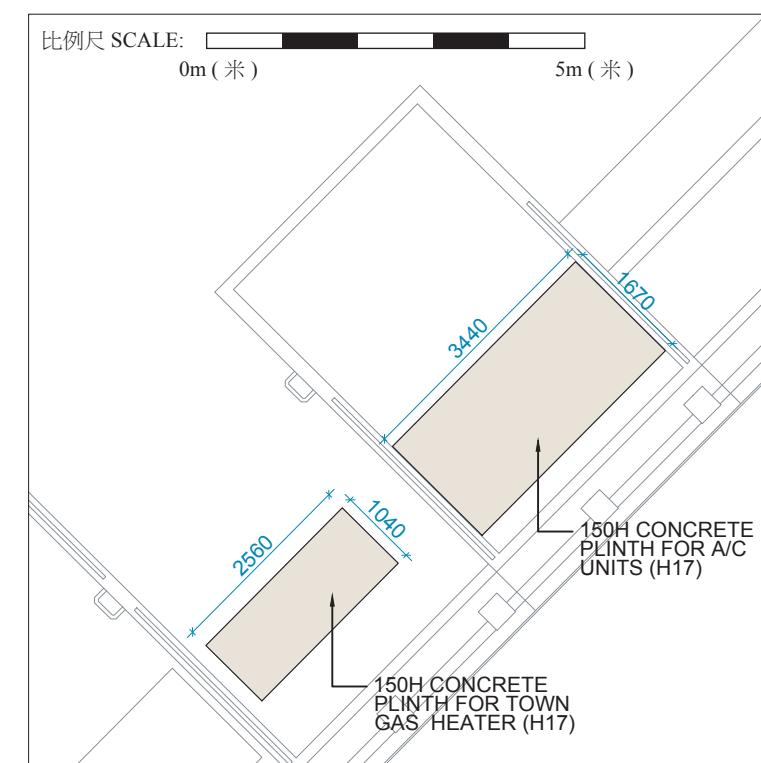 比例尺 SCALE:
0m ( 米 )
5m ( 米 )
1670
3440
1040
2560
150H CONCRETE
PLINTH FOR A/C
UNITS (H17)
150H CONCRETE
PLINTH FOR TOWN
GAS HEATER (H17)